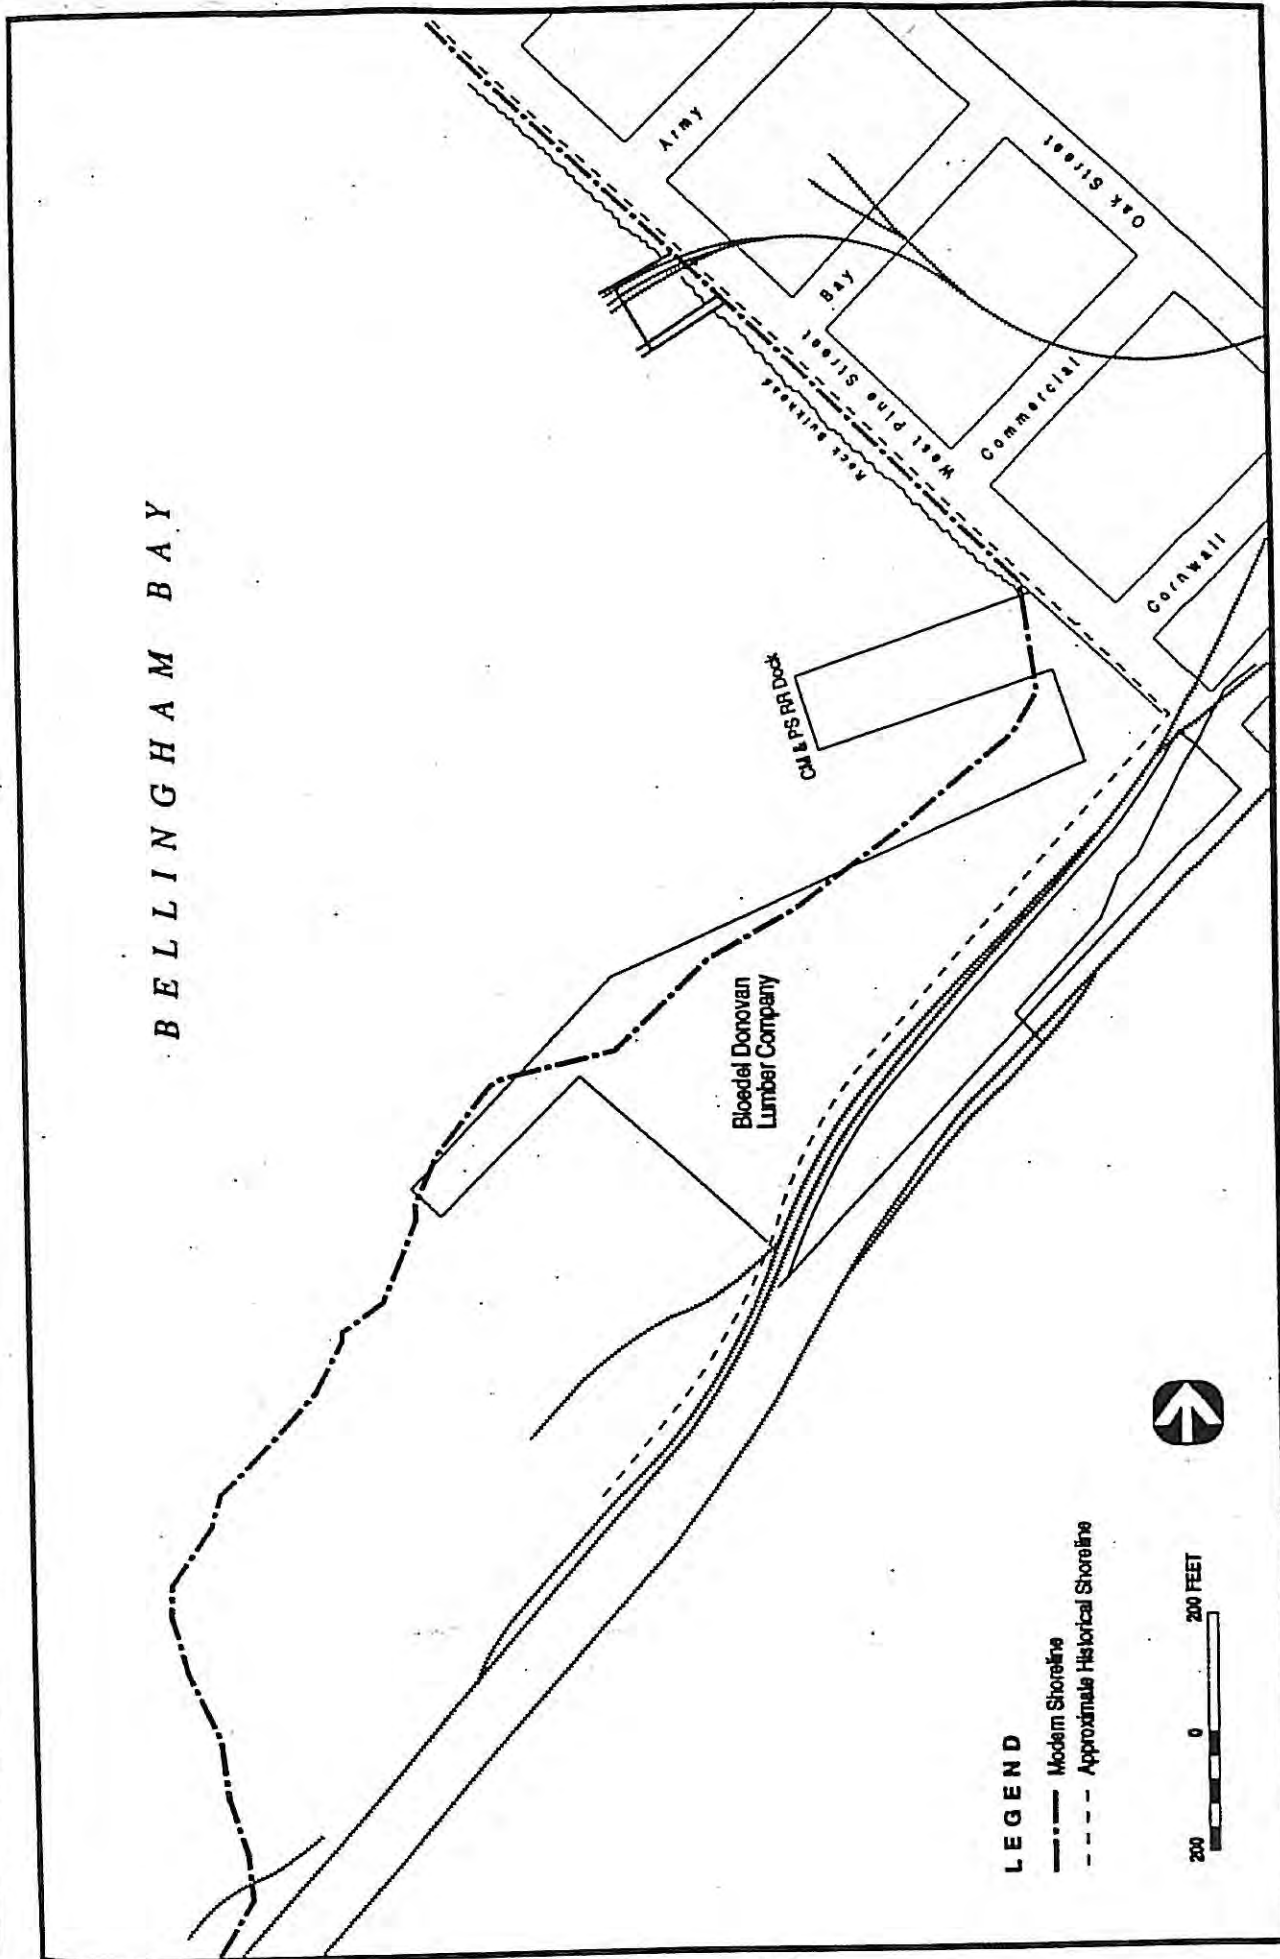 BELLINGHAM BAY
Army
Bay
Commercial
Cornwall
Oak Street
West Pine Street
Rock Bulkhead
CM & PS RR Dock
Bloedel Donovan
Lumber Company
LEGEND
Modern Shoreline
Approximate Historical Shoreline
200 0 200 FEET